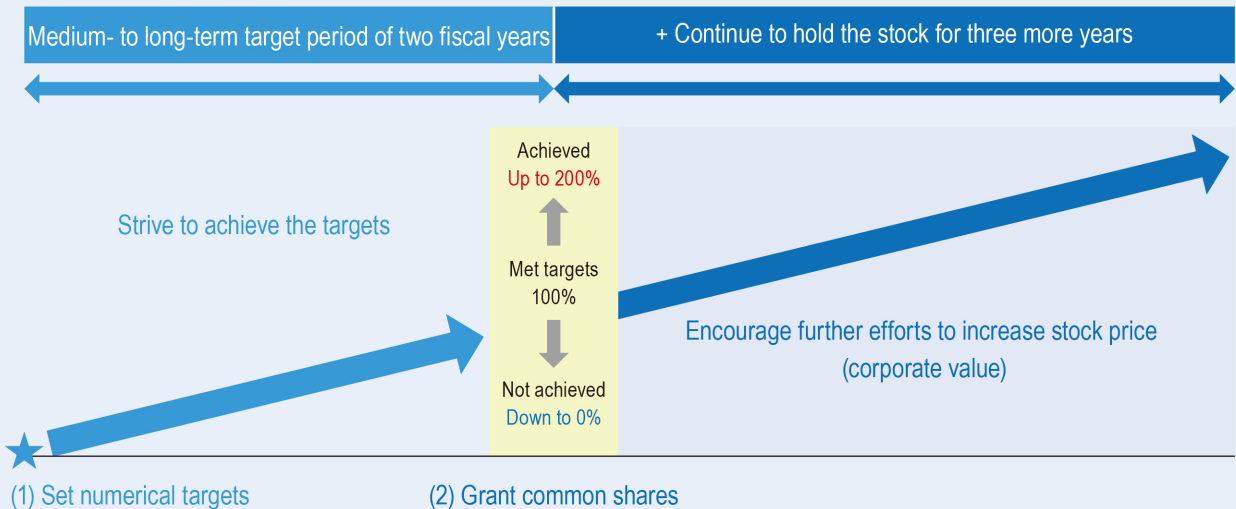 Medium- to long-term target period of two fiscal years
+ Continue to hold the stock for three more years
Achieved
Up to 200%
Strive to achieve the targets
Met targets
100%
Encourage further efforts to increase stock price
(corporate value)
Not achieved
Down to 0%
(1) Set numerical targets
(2) Grant common shares